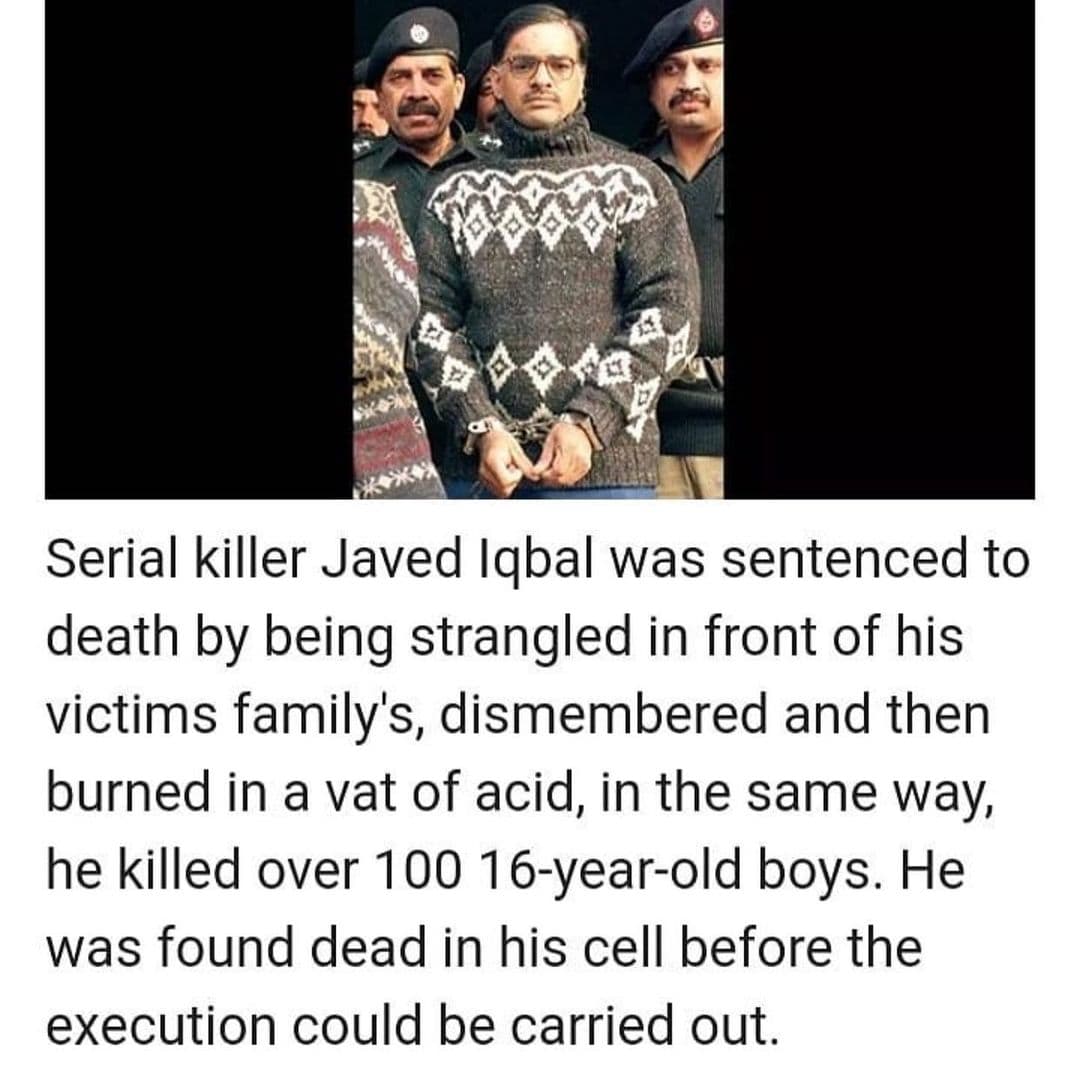 Serial killer Javed Iqbal was sentenced to
death by being strangled in front of his
victims family's, dismembered and then
burned in a vat of acid, in the same way,
he killed over 100 16-year-old boys. He
was found dead in his cell before the
execution could be carried out.